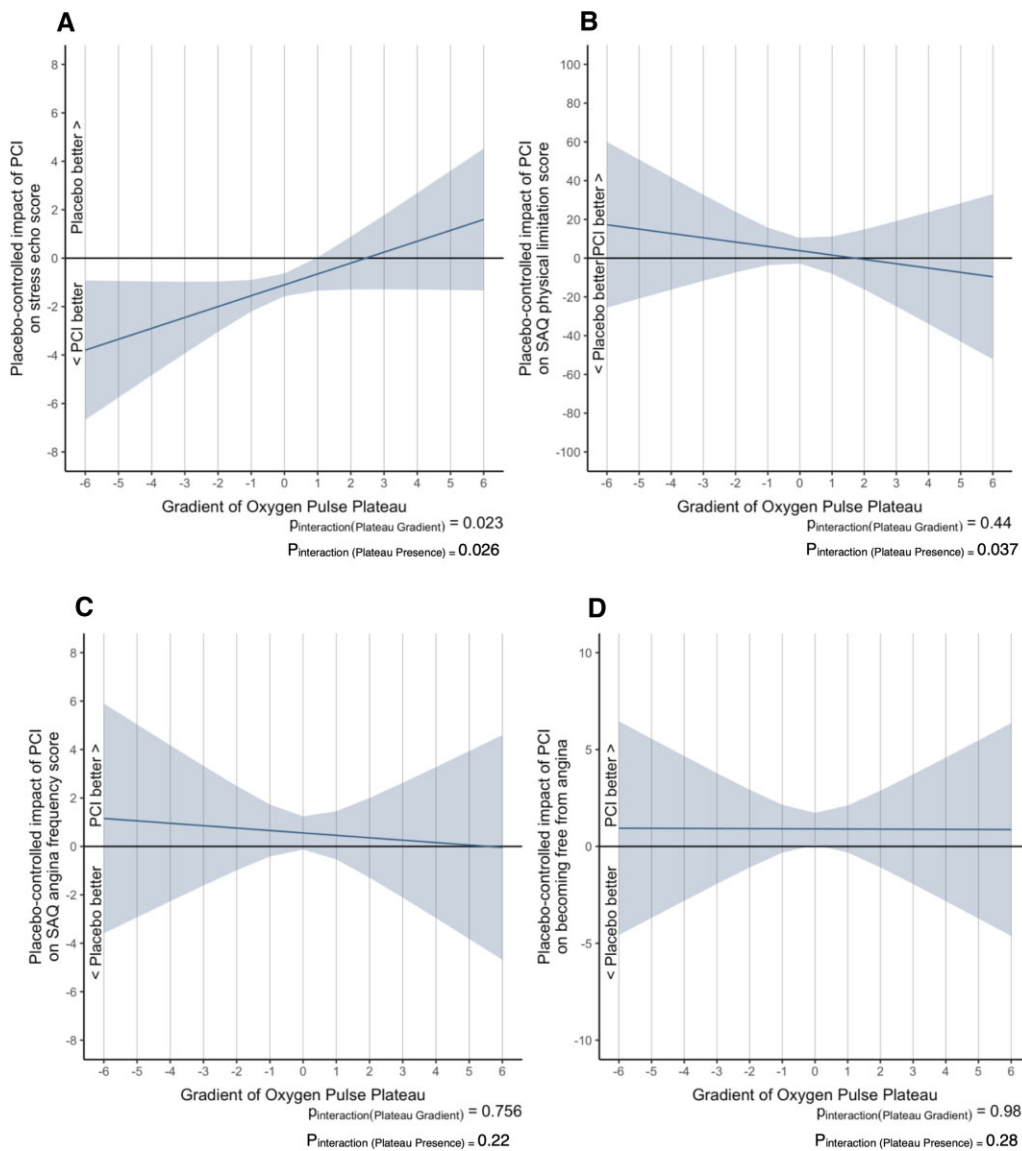 A
Placebo-controlled impact of PCI
on stress echo score
8
6
4
2
0
-2
-4
-6
-8
Placebo better >
< PCI better
-6 -5 -4 -3 -2 -1 0 1 2 3 4 5 6
Gradient of Oxygen Pulse Plateau
pinteraction(Plateau Gradient) = 0.023
Pinteraction (Plateau Presence) = 0.026
B
Placebo-controlled impact of PCI
on SAQ physical limitation score
100
80
60
40
20
0
-20
-40
-60
-80
-100
PCI better >
< Placebo better
-6 -5 -4 -3 -2 -1 0 1 2 3 4 5 6
Gradient of Oxygen Pulse Plateau
pinteraction(Plateau Gradient) = 0.44
Pinteraction (Plateau Presence) = 0.037
C
Placebo-controlled impact of PCI
on SAQ angina frequency score
8
6
4
2
0
-2
-4
-6
-8
PCI better >
< Placebo better
-6 -5 -4 -3 -2 -1 0 1 2 3 4 5 6
Gradient of Oxygen Pulse Plateau
pinteraction(Plateau Gradient) = 0.756
Pinteraction (Plateau Presence) = 0.22
D
Placebo-controlled impact of PCI
on becoming free from angina
10
5
0
-5
-10
PCI better >
< Placebo better
-6 -5 -4 -3 -2 -1 0 1 2 3 4 5 6
Gradient of Oxygen Pulse Plateau
pinteraction(Plateau Gradient) = 0.98
Pinteraction (Plateau Presence) = 0.28